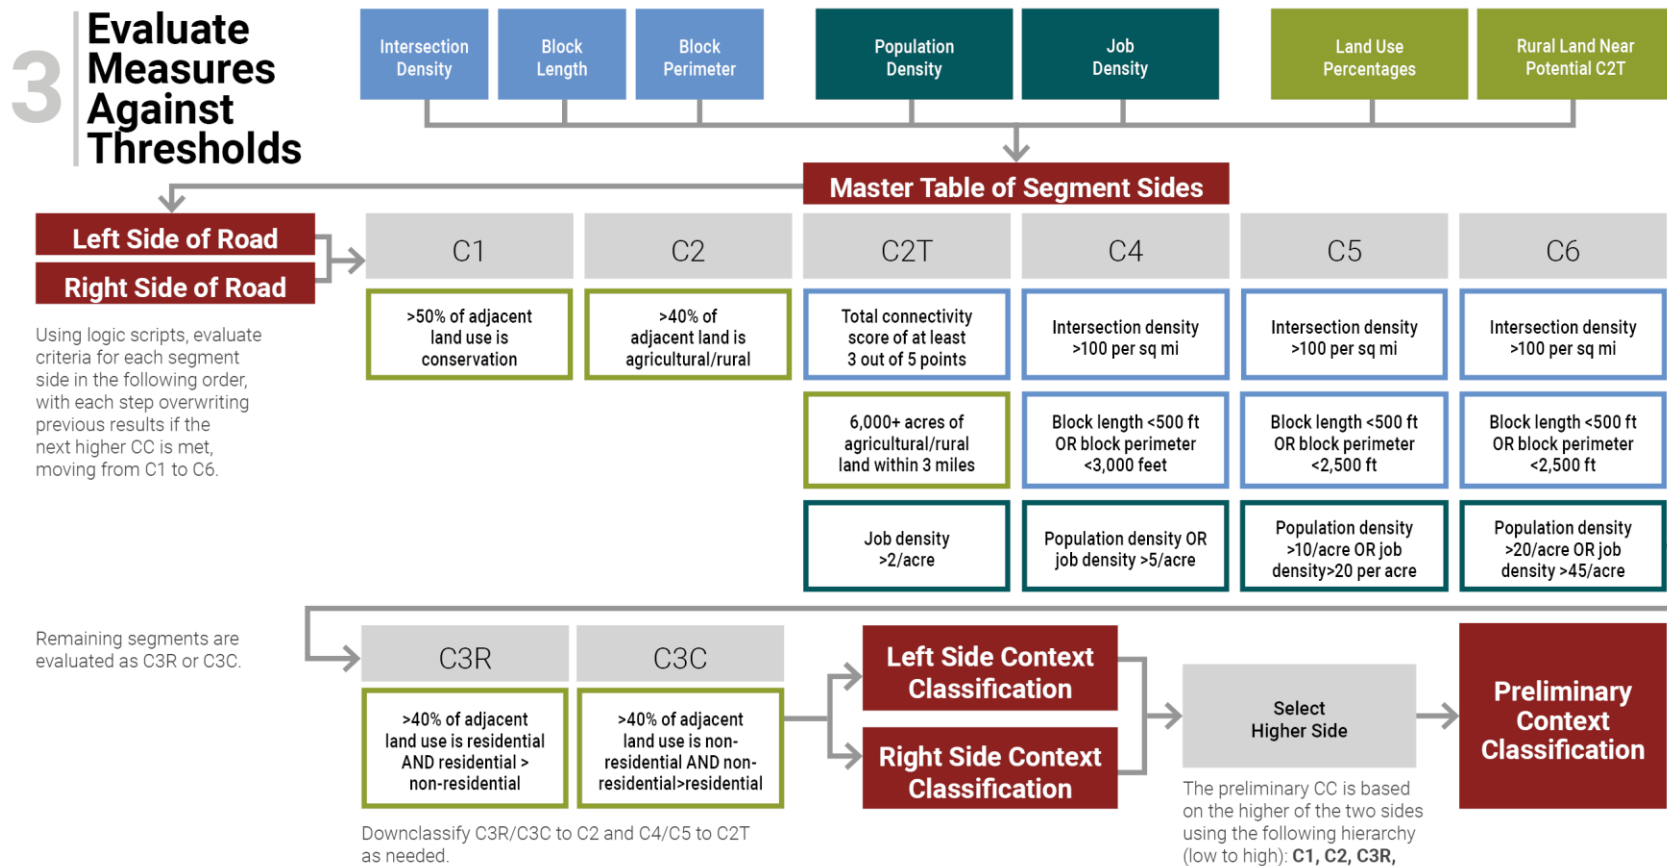 3
Evaluate
Measures
Against
Thresholds
Intersection
Density
Block
Length
Block
Perimeter
Population
Density
Job
Density
Land Use
Percentages
Rural Land Near
Potential C2T
Master Table of Segment Sides
Left Side of Road
Right Side of Road
Using logic scripts, evaluate
criteria for each segment
side in the following order,
with each step overwriting
previous results if the
next higher CC is met,
moving from C1 to C6.
C1
>50% of adjacent
land use is
conservation
C2
>40% of
adjacent land is
agricultural/rural
C2T
Total connectivity
score of at least
3 out of 5 points
6,000+ acres of
agricultural/rural
land within 3 miles
Job density
>2/acre
C4
Intersection density
>100 per sq mi
Block length <500 ft
OR block perimeter
<3,000 feet
Population density OR
job density >5/acre
C5
Intersection density
>100 per sq mi
Block length <500 ft
OR block perimeter
<2,500 ft
Population density
>10/acre OR job
density>20 per acre
C6
Intersection density
>100 per sq mi
Block length <500 ft
OR block perimeter
<2,500 ft
Population density
>20/acre OR job
density >45/acre
Remaining segments are
evaluated as C3R or C3C.
C3R
>40% of adjacent
land use is residential
AND residential >
non-residential
C3C
>40% of adjacent
land use is non-
residential AND non-
residential>residential
Downclassify C3R/C3C to C2 and C4/C5 to C2T
as needed.
Left Side Context
Classification
Right Side Context
Classification
Select
Higher Side
The preliminary CC is based
on the higher of the two sides
using the following hierarchy
(low to high): C1, C2, C3R,
Preliminary
Context
Classification